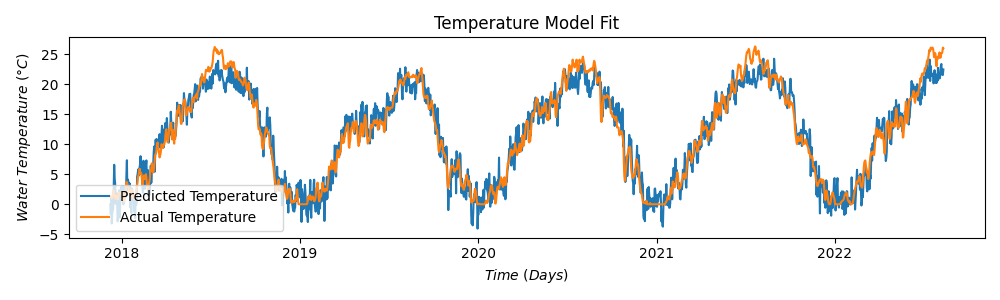 Temperature Model Fit
Water Temperature (°C)
25
20
15
10
5
0
−5
Predicted Temperature
Actual Temperature
2018 2019 2020 2021 2022
Time (Days)